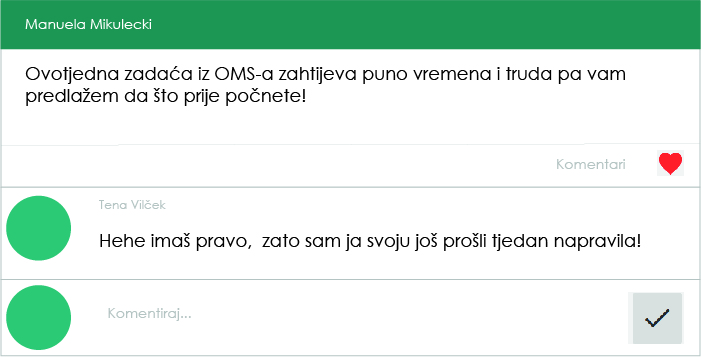 Manuela Mikulecki
Ovotjedna zadaća iz OMS-a zahtijeva puno vremena i truda pa vam
predlažem da što prije počnete!
Komentari
Tena Vilček
Hehe imaš pravo,  zato sam ja svoju još prošli tjedan napravila!
Komentiraj...